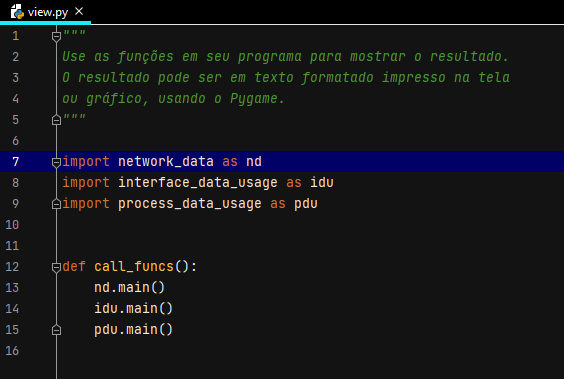 view.py
1 """
2 Use as funções em seu programa para mostrar o resultado.
3 O resultado pode ser em texto formatado impresso na tela
4 ou gráfico, usando o Pygame.
5 """
6
7 import network_data as nd
8 import interface_data_usage as idu
9 import process_data_usage as pdu
10
11
12 def call_funcs():
13     nd.main()
14     idu.main()
15     pdu.main()
16